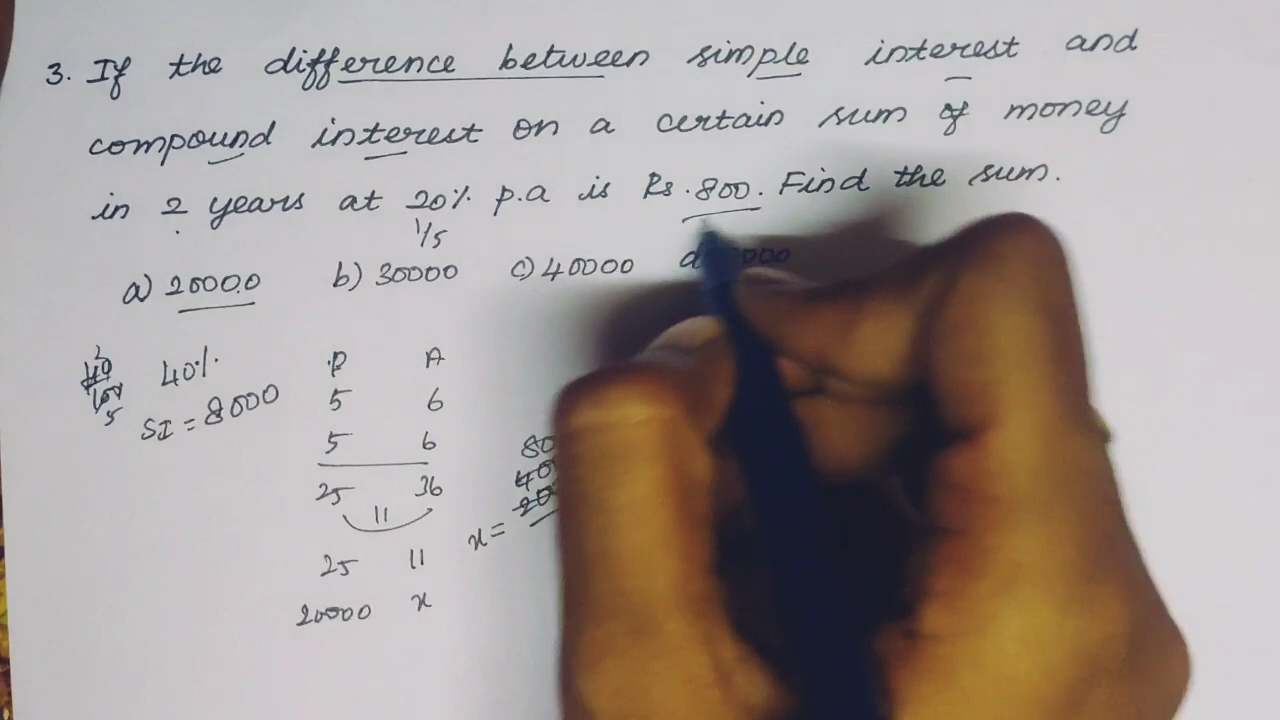 3. If the difference between simple interest and
compound interest on a certain sum of money
in 2 years at 20% p.a is Rs.800. Find the sum.
1/5
a) 20000 b) 30000 c) 40000
40% P A
SI = 8000 5 6
5 6
25 36
11
25 11
20000 x
x =